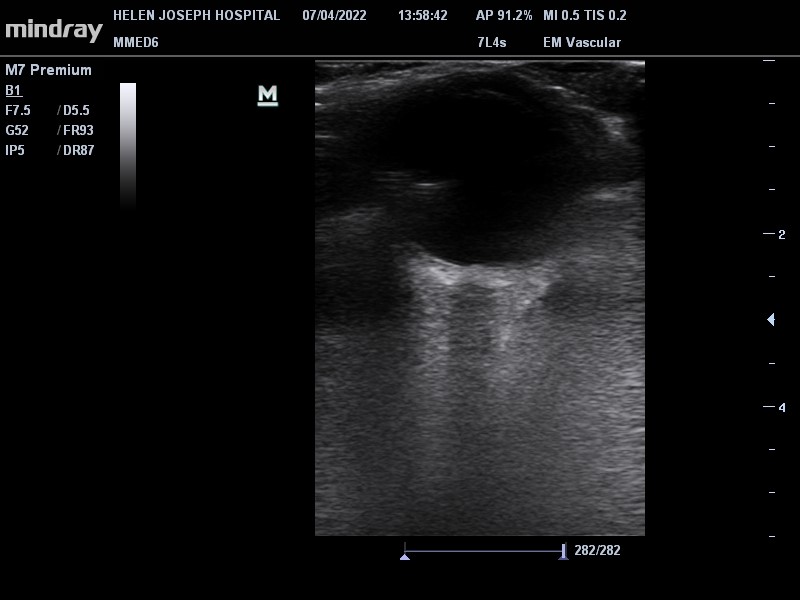 mindray
HELEN JOSEPH HOSPITAL 07/04/2022 13:58:42 AP 91.2% MI 0.5 TIS 0.2
MMED6 7L4s EM Vascular
M7 Premium
B1
F7.5 / D5.5
G52 / FR93
IP5 / DR87
M
2
4
282/282